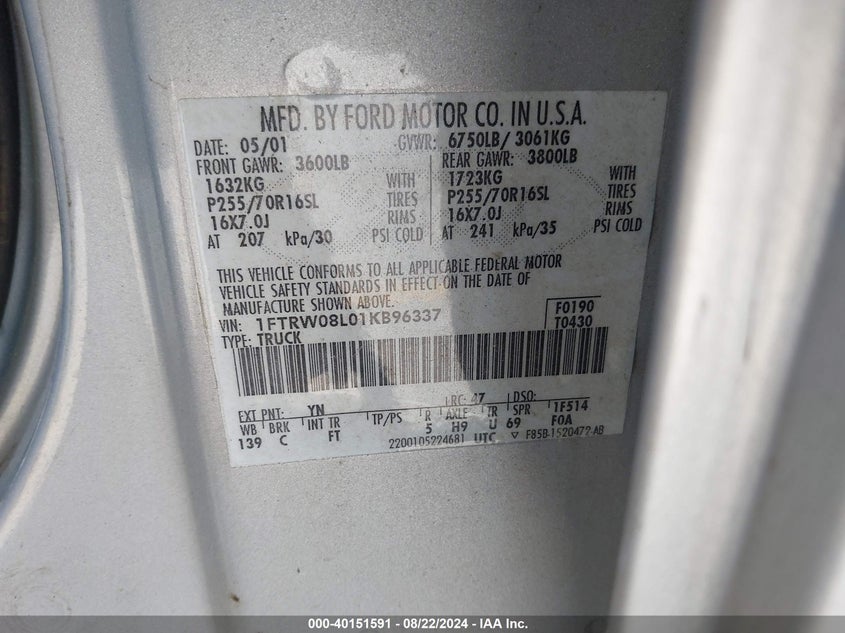 MFD. BY FORD MOTOR CO. IN U.S.A.
DATE: 05/01 GVWR: 6750LB/ 3061KG
FRONT GAWR: 3600LB REAR GAWR: 3800LB
1632KG WITH 1723KG WITH
P255/70R16SL TIRES P255/70R16SL TIRES
16X7.0J RIMS 16X7.0J RIMS
AT 207 kPa/30 PSI COLD AT 241 kPa/35 PSI COLD
THIS VEHICLE CONFORMS TO ALL APPLICABLE FEDERAL MOTOR
VEHICLE SAFETY STANDARDS IN EFFECT ON THE DATE OF
MANUFACTURE SHOWN ABOVE.
VIN: 1FTRW08L01KB96337 F0190
TYPE: TRUCK T0430
EXT PNT: YN RC: 47 DSO:
WB BRK INT TR TP/PS R AXLE TR SPR 1F514
139 C FT 5 H9 U 69 F0A
2200105224681 UTC ▽ F85B-1520472-AB
000-40151591 - 08/22/2024 - IAA Inc.